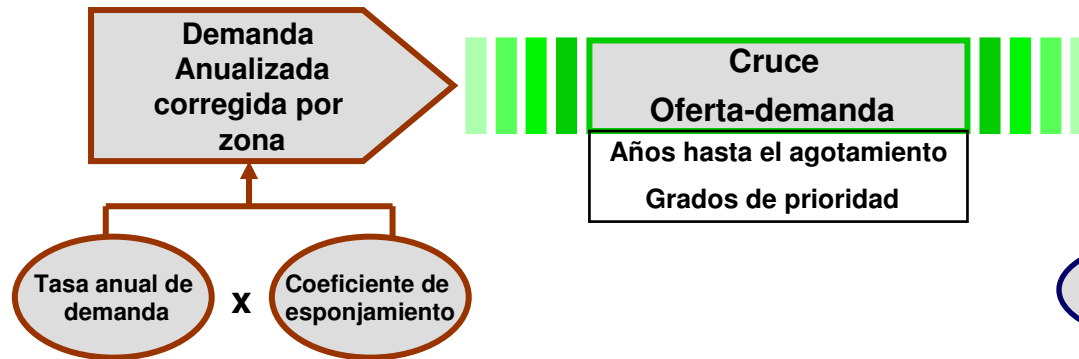 Demanda
Anualizada
corregida por
zona
Cruce
Oferta-demanda
Años hasta el agotamiento
Grados de prioridad
Tasa anual de
demanda
x
Coeficiente de
esponjamiento